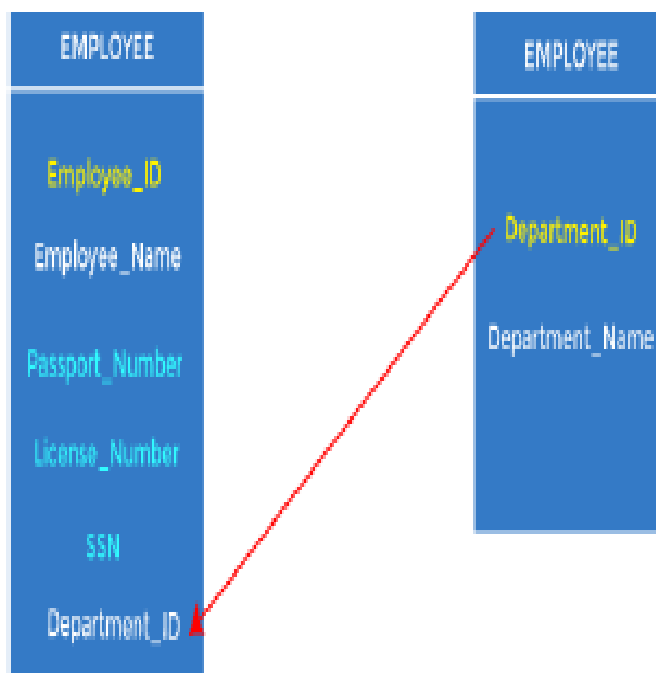 EMPLOYEE
Employee_ID
Employee_Name
Passport_Number
License_Number
SSN
Department_ID
EMPLOYEE
Department_ID
Department_Name